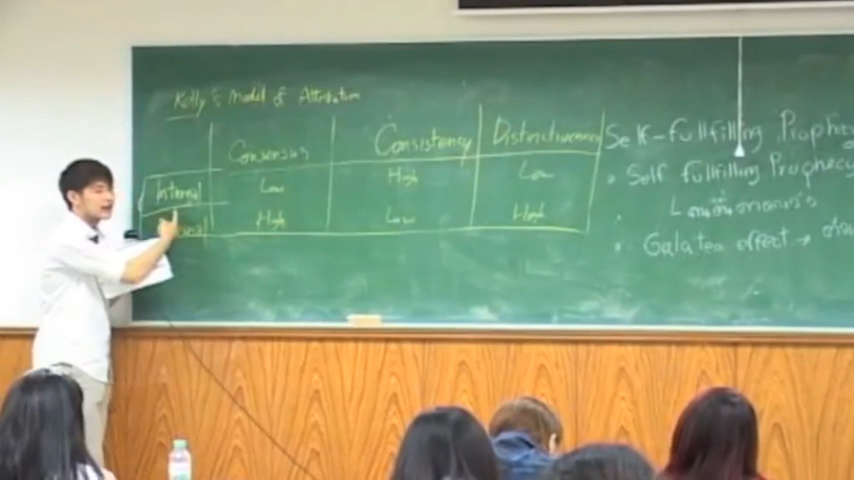 Kelly's Model of Attribution
Consensus Consistency Distinctiveness
Internal Low High Low
High Low High
Self-fullfilling Prophecy
• Self fullfilling Prophecy
•
• Galatea effect →